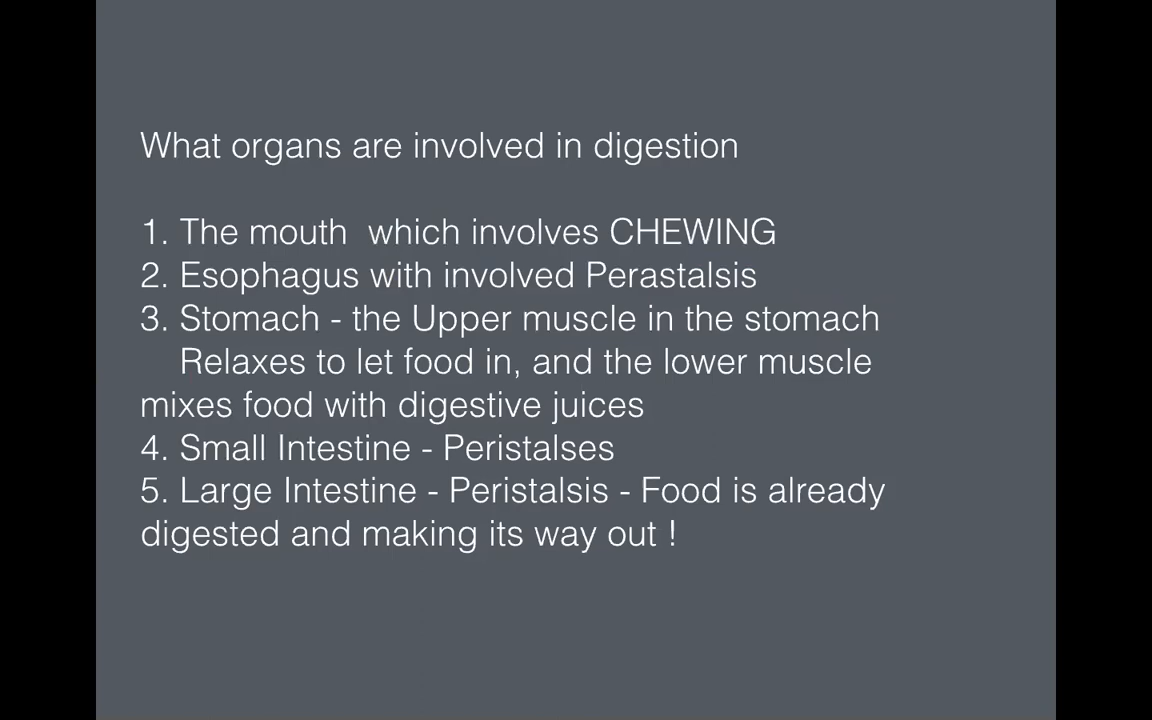 What organs are involved in digestion
1. The mouth  which involves CHEWING
2. Esophagus with involved Perastalsis
3. Stomach - the Upper muscle in the stomach
Relaxes to let food in, and the lower muscle
mixes food with digestive juices
4. Small Intestine - Peristalses
5. Large Intestine - Peristalsis - Food is already
digested and making its way out !